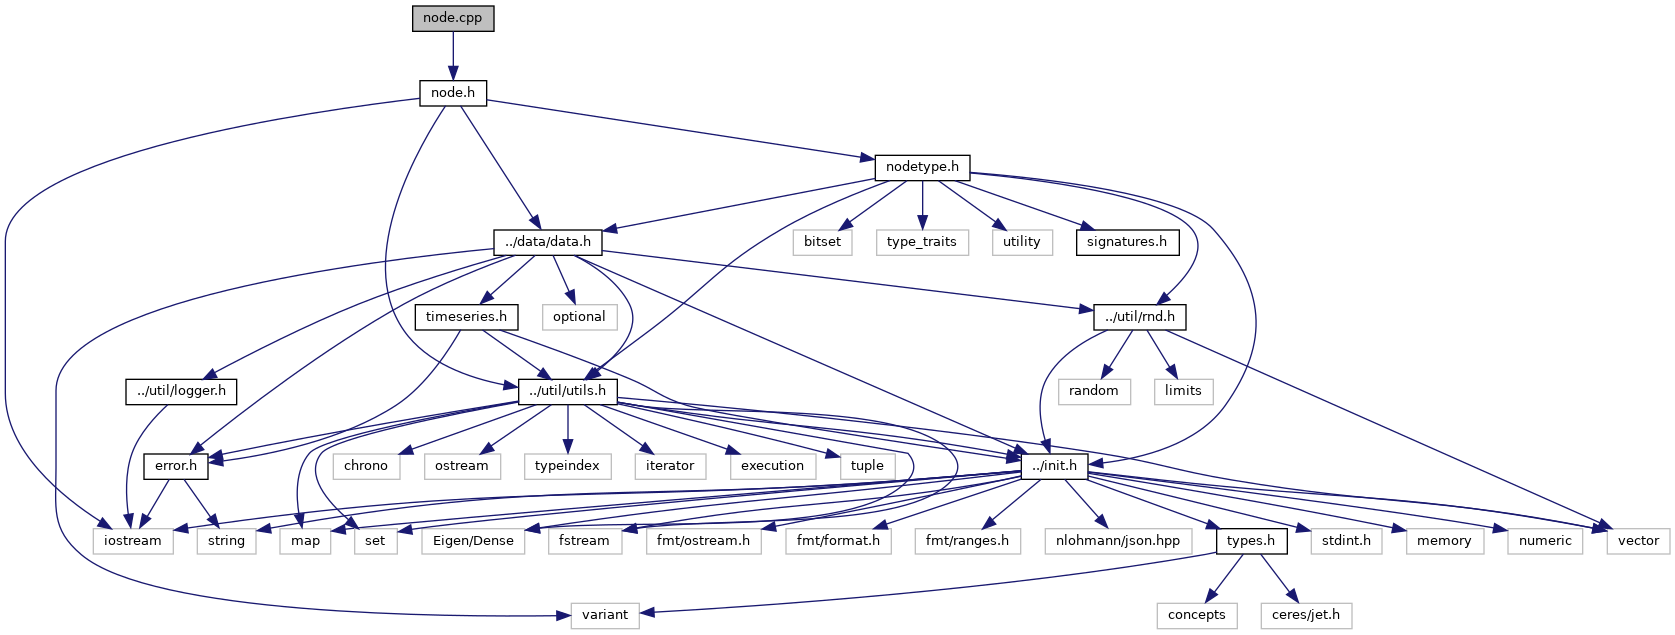 node.cpp
node.h
nodetype.h
../data/data.h
bitset
type_traits
utility
signatures.h
timeseries.h
optional
../util/rnd.h
../util/logger.h
../util/utils.h
random
limits
error.h
chrono
ostream
typeindex
iterator
execution
tuple
../init.h
iostream
string
map
set
Eigen/Dense
fstream
fmt/ostream.h
fmt/format.h
fmt/ranges.h
nlohmann/json.hpp
types.h
stdint.h
memory
numeric
vector
variant
concepts
ceres/jet.h